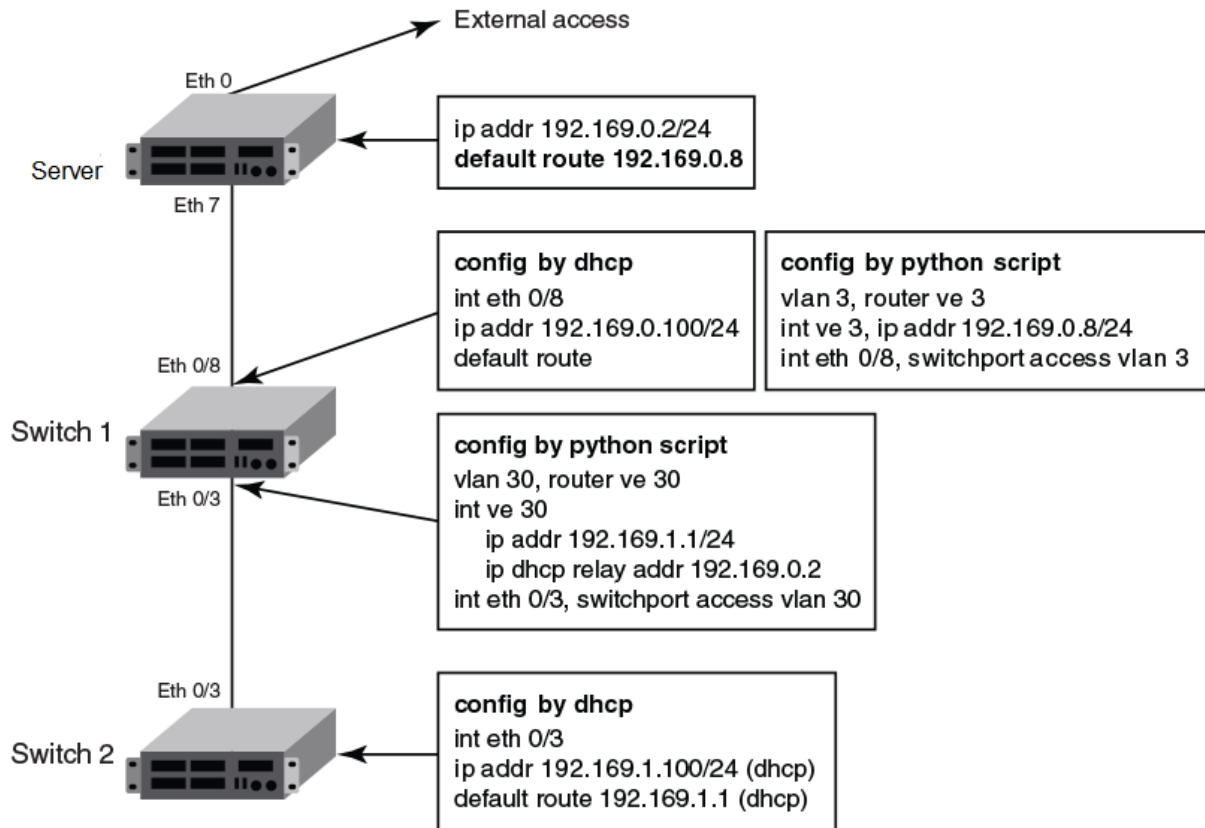 External access
Eth 0
ip addr 192.169.0.2/24
default route 192.169.0.8
Server
Eth 7
config by dhcp
int eth 0/8
ip addr 192.169.0.100/24
default route
config by python script
vlan 3, router ve 3
int ve 3, ip addr 192.169.0.8/24
int eth 0/8, switchport access vlan 3
Eth 0/8
Switch 1
Eth 0/3
config by python script
vlan 30, router ve 30
int ve 30
ip addr 192.169.1.1/24
ip dhcp relay addr 192.169.0.2
int eth 0/3, switchport access vlan 30
Eth 0/3
Switch 2
config by dhcp
int eth 0/3
ip addr 192.169.1.100/24 (dhcp)
default route 192.169.1.1 (dhcp)